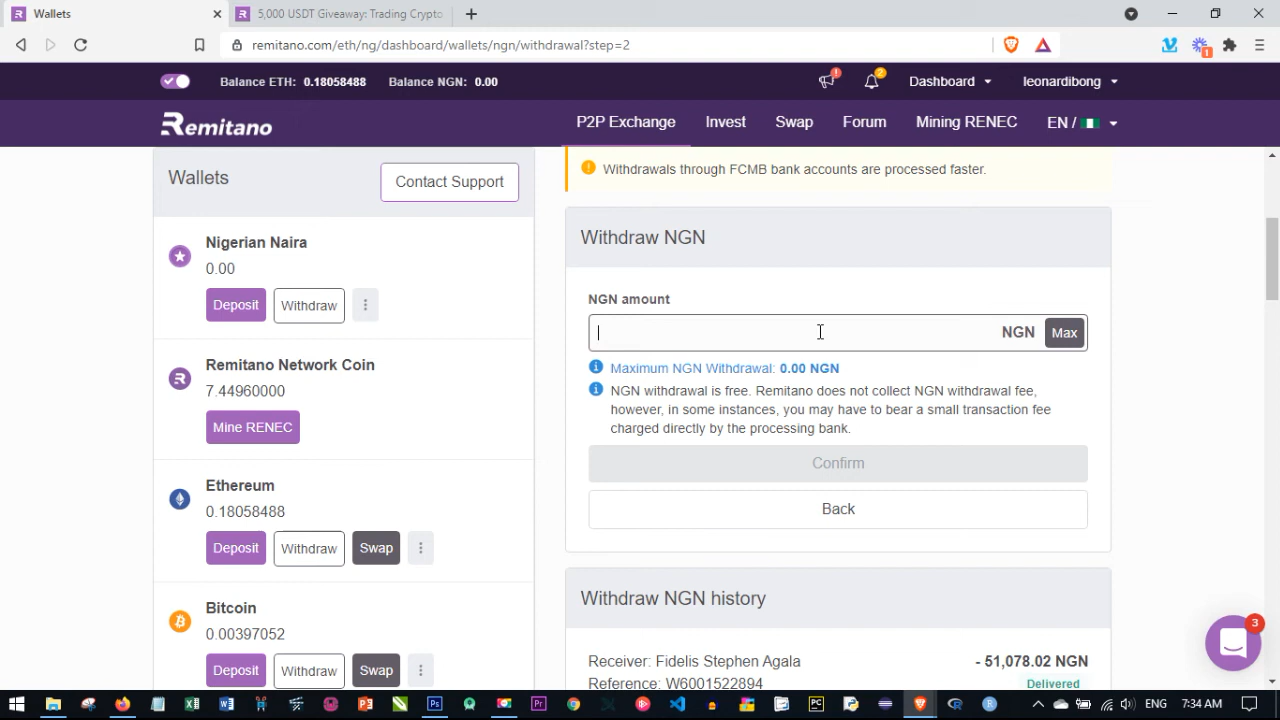 Wallets
5,000 USDT Giveaway: Trading Crypto
remitano.com/eth/ng/dashboard/wallets/ngn/withdrawal?step=2
1
Balance ETH: 0.18058488
Balance NGN: 0.00
!
2
Dashboard
leonardibong
Remitano
P2P Exchange
Invest
Swap
Forum
Mining RENEC
EN /
Wallets
Contact Support
Nigerian Naira
0.00
Deposit
Withdraw
Remitano Network Coin
7.44960000
Mine RENEC
Ethereum
0.18058488
Deposit
Withdraw
Swap
Bitcoin
0.00397052
Deposit
Withdraw
Swap
Withdrawals through FCMB bank accounts are processed faster.
Withdraw NGN
NGN amount
NGN
Max
Maximum NGN Withdrawal: 0.00 NGN
NGN withdrawal is free. Remitano does not collect NGN withdrawal fee,
however, in some instances, you may have to bear a small transaction fee
charged directly by the processing bank.
Confirm
Back
Withdraw NGN history
Receiver: Fidelis Stephen Agala
- 51,078.02 NGN
Reference: W6001522894
Delivered
3
ENG
7:34 AM